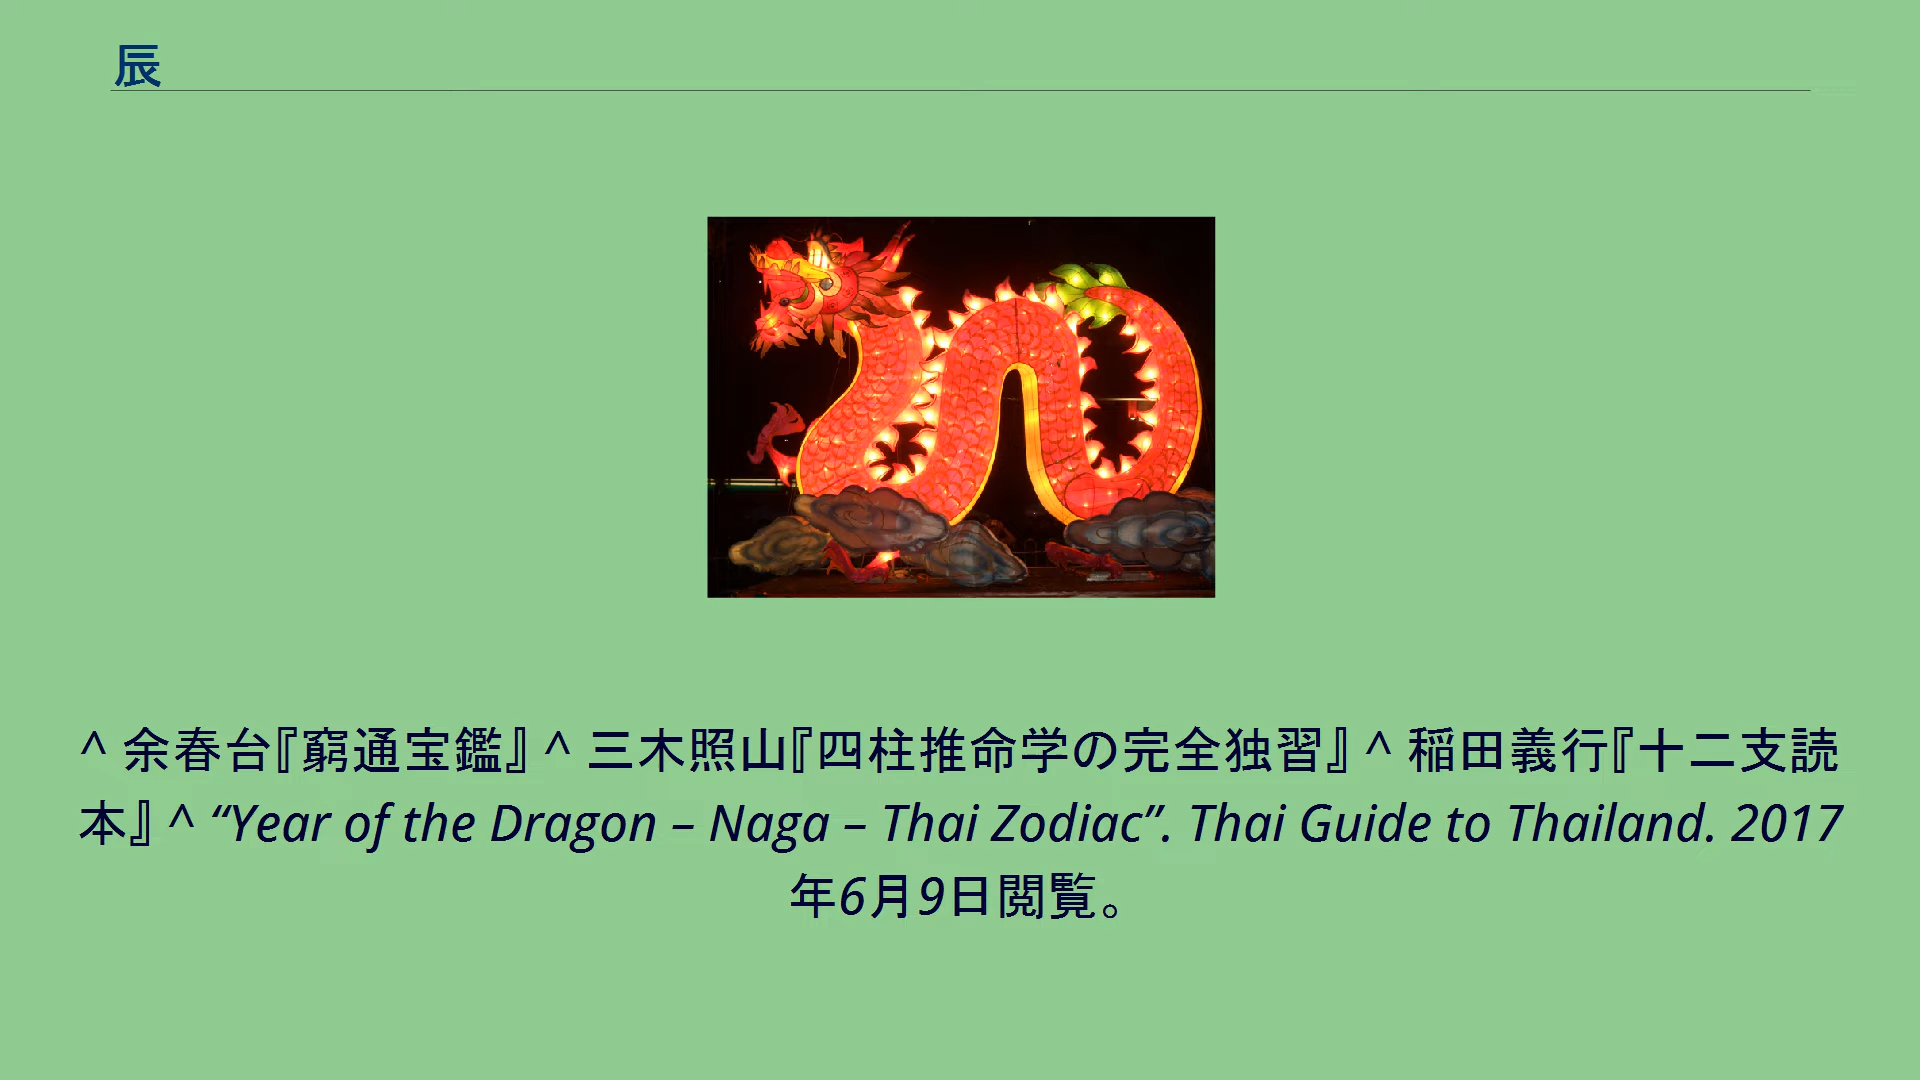 辰
^ 余春台『窮通宝鑑』 ^ 三木照山『四柱推命学の完全独習』 ^ 稲田義行『十二支読
本』 ^ “Year of the Dragon – Naga – Thai Zodiac”. Thai Guide to Thailand. 2017
年6月9日閲覧。